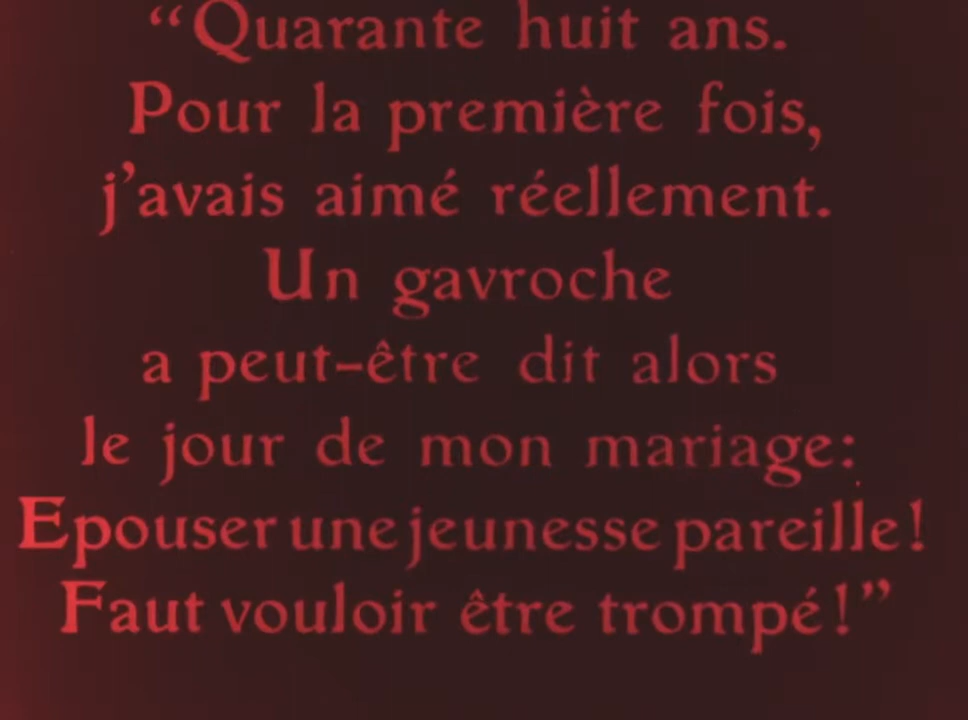 “Quarante huit ans.
Pour la première fois,
j’avais aimé réellement.
Un gavroche
a peut-être dit alors
le jour de mon mariage:
Epouser une jeunesse pareille!
Faut vouloir être trompé!”